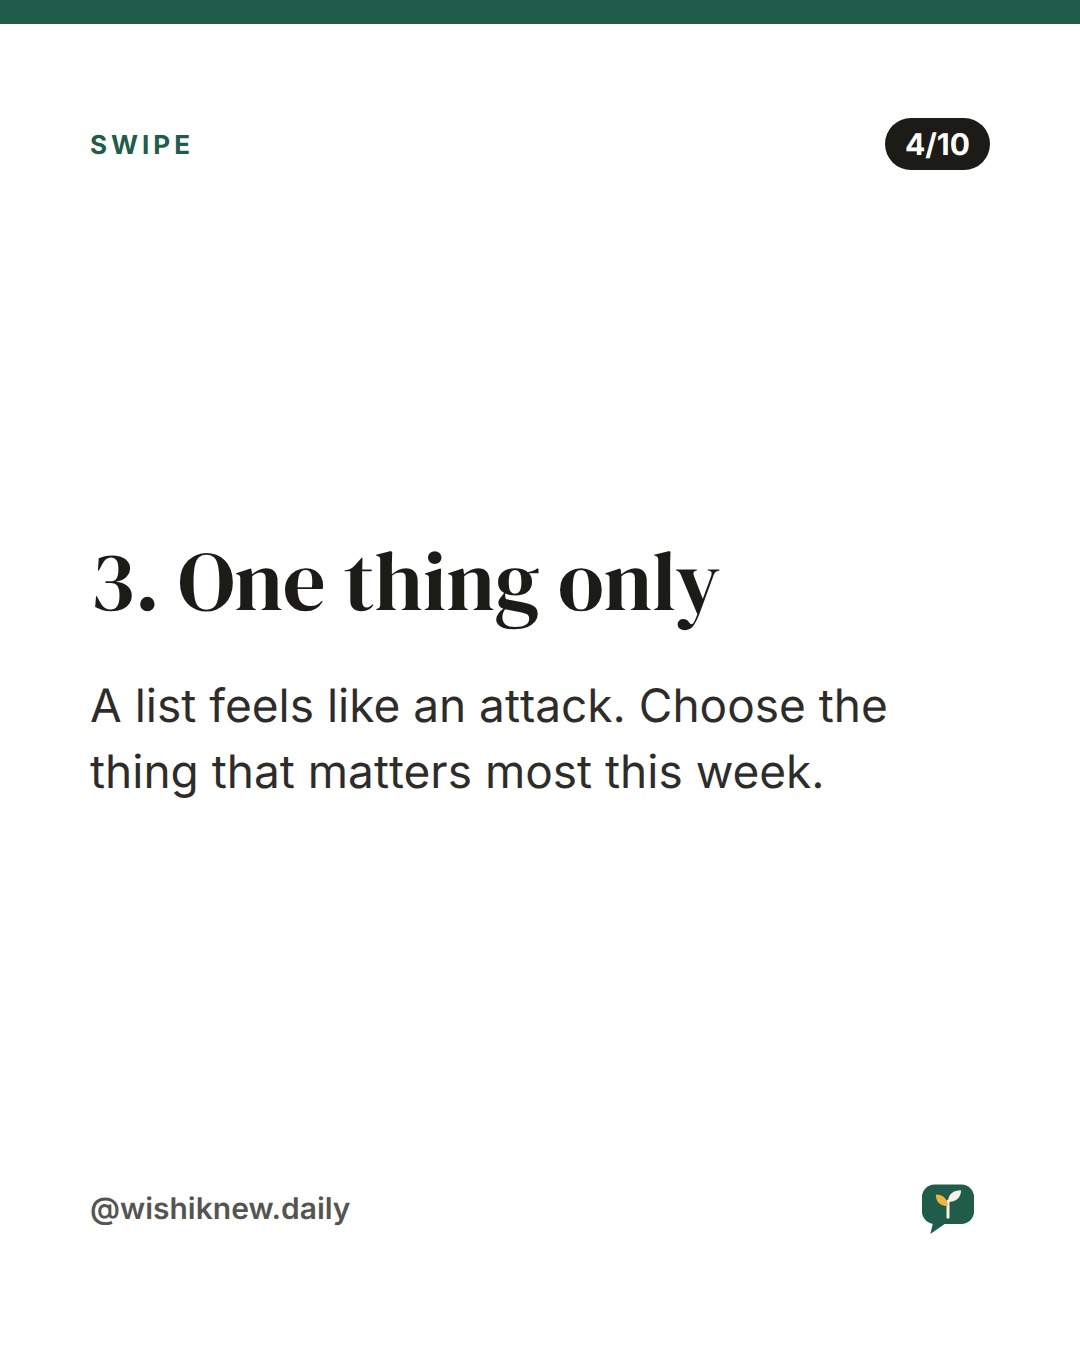 SWIPE
4/10
3. One thing only
A list feels like an attack. Choose the
thing that matters most this week.
@wishiknew.daily